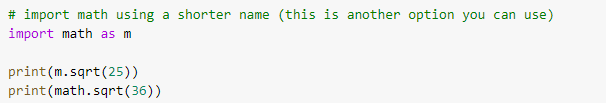 # import math using a shorter name (this is another option you can use)
import math as m
print(m.sqrt(25))
print(math.sqrt(36))